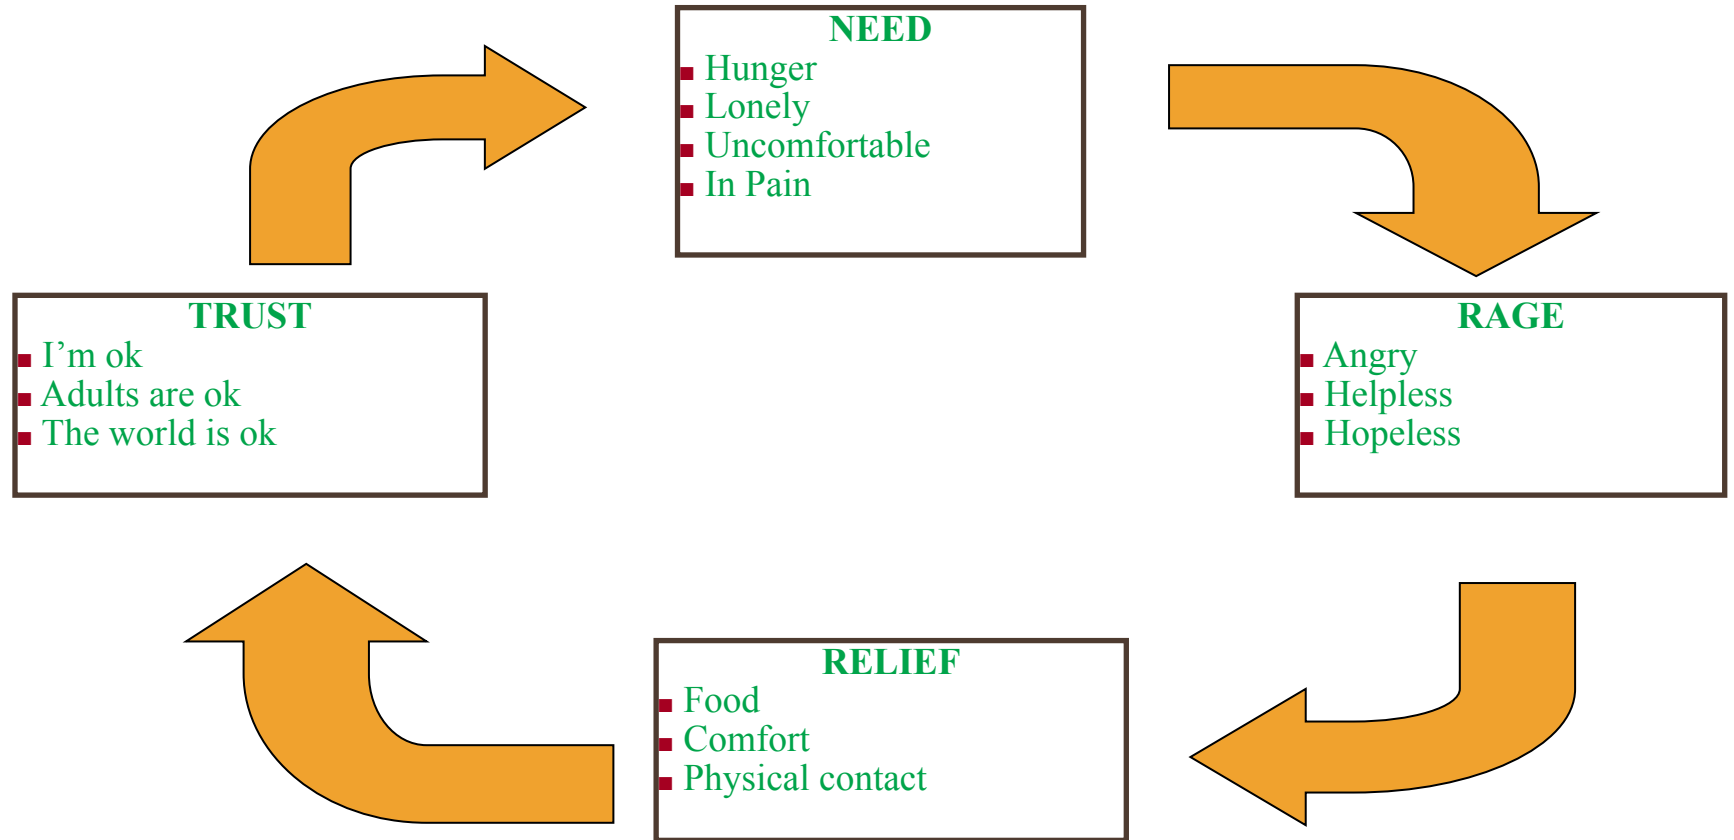 NEED
■ Hunger
■ Lonely
■ Uncomfortable
■ In Pain
TRUST
■ I’m ok
■ Adults are ok
■ The world is ok
RAGE
■ Angry
■ Helpless
■ Hopeless
RELIEF
■ Food
■ Comfort
■ Physical contact